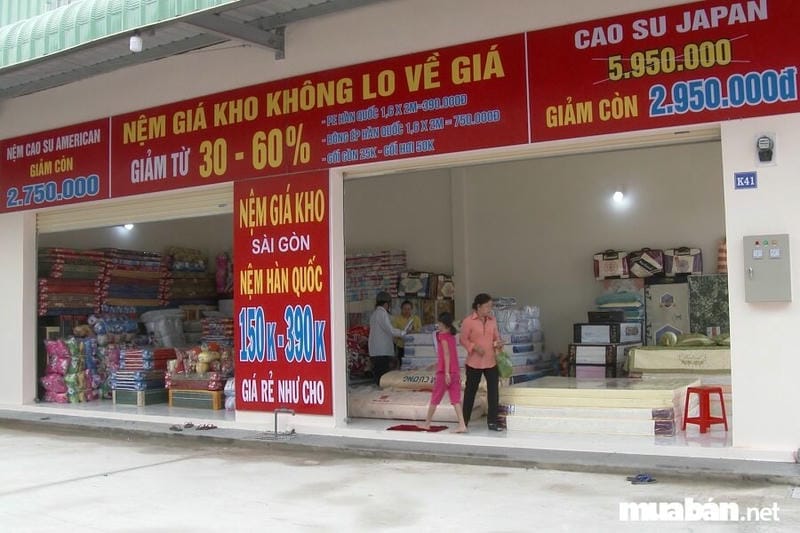 NỆM CAO SU AMERICAN
GIẢM CÒN
2.750.000
NỆM GIÁ KHO KHÔNG LO VỀ GIÁ
GIẢM TỪ 30 - 60%
- PE HÀN QUỐC 1,6 X 2M=390.000Đ
- BÔNG ÉP HÀN QUỐC 1,6 X 2M = 750.000Đ
- GỐI GÒN 25K - GỐI HƠI 50K
CAO SU JAPAN
5.950.000
GIẢM CÒN 2.950.000đ
NỆM GIÁ KHO
SÀI GÒN
NỆM HÀN QUỐC
150K - 390K
GIÁ RẺ NHƯ CHO
K41
muabán.net